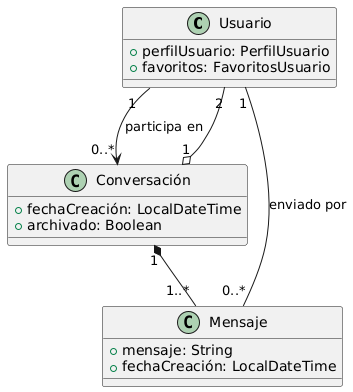 C Usuario
perfilUsuario: PerfilUsuario
favoritos: FavoritosUsuario
1 2 1
participa en
0..* 1
C Conversación
fechaCreación: LocalDateTime
archivado: Boolean
enviado por
1
1..* 0..*
C Mensaje
mensaje: String
fechaCreación: LocalDateTime